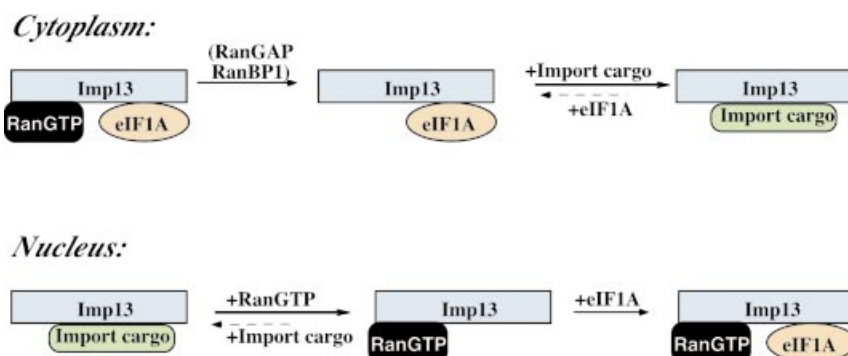 Cytoplasm:
(RanGAP
RanBP1)
Imp13
RanGTP
eIF1A
Imp13
eIF1A
+Import cargo
+eIF1A
Imp13
Import cargo
Nucleus:
Imp13
Import cargo
+RanGTP
+Import cargo
Imp13
RanGTP
+eIF1A
Imp13
RanGTP
eIF1A